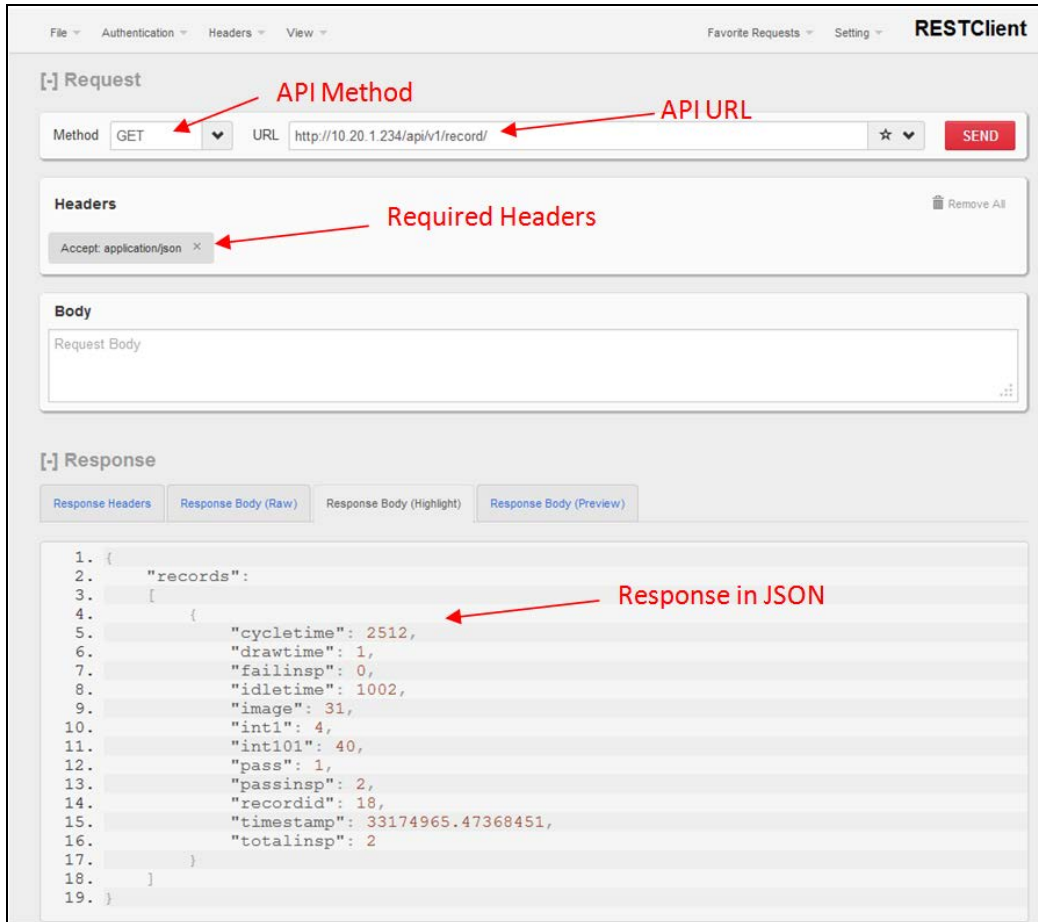 File Authentication Headers View Favorite Requests Setting RESTClient
[-] Request
API Method
API URL
Method GET URL http://10.20.1.234/api/v1/record/ SEND
Headers Remove All
Required Headers
Accept: application/json ×
Body
Request Body
[-] Response
Response Headers Response Body (Raw) Response Body (Highlight) Response Body (Preview)
Response in JSON
1. {
2. "records":
3. [
4. {
5. "cycletime": 2512,
6. "drawtime": 1,
7. "failinsp": 0,
8. "idletime": 1002,
9. "image": 31,
10. "int1": 4,
11. "int101": 40,
12. "pass": 1,
13. "passinsp": 2,
14. "recordid": 18,
15. "timestamp": 33174965.47368451,
16. "totalinsp": 2
17. }
18. ]
19. }